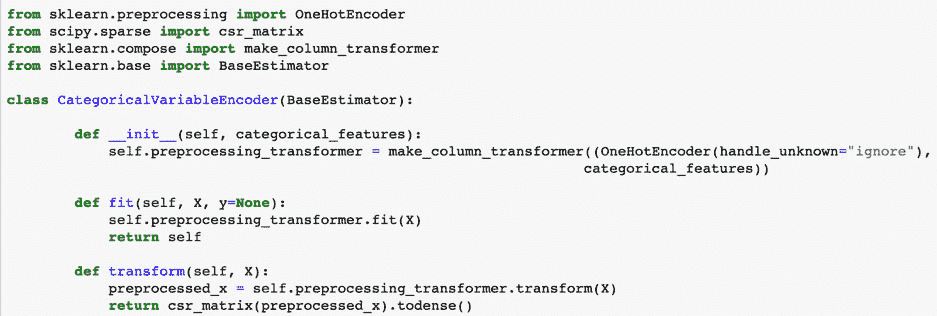 from sklearn.preprocessing import OneHotEncoder
from scipy.sparse import csr_matrix
from sklearn.compose import make_column_transformer
from sklearn.base import BaseEstimator

class CategoricalVariableEncoder(BaseEstimator):

        def __init__(self, categorical_features):
            self.preprocessing_transformer = make_column_transformer((OneHotEncoder(handle_unknown="ignore"),
                                                                      categorical_features))

        def fit(self, X, y=None):
            self.preprocessing_transformer.fit(X)
            return self

        def transform(self, X):
            preprocessed_x = self.preprocessing_transformer.transform(X)
            return csr_matrix(preprocessed_x).todense()